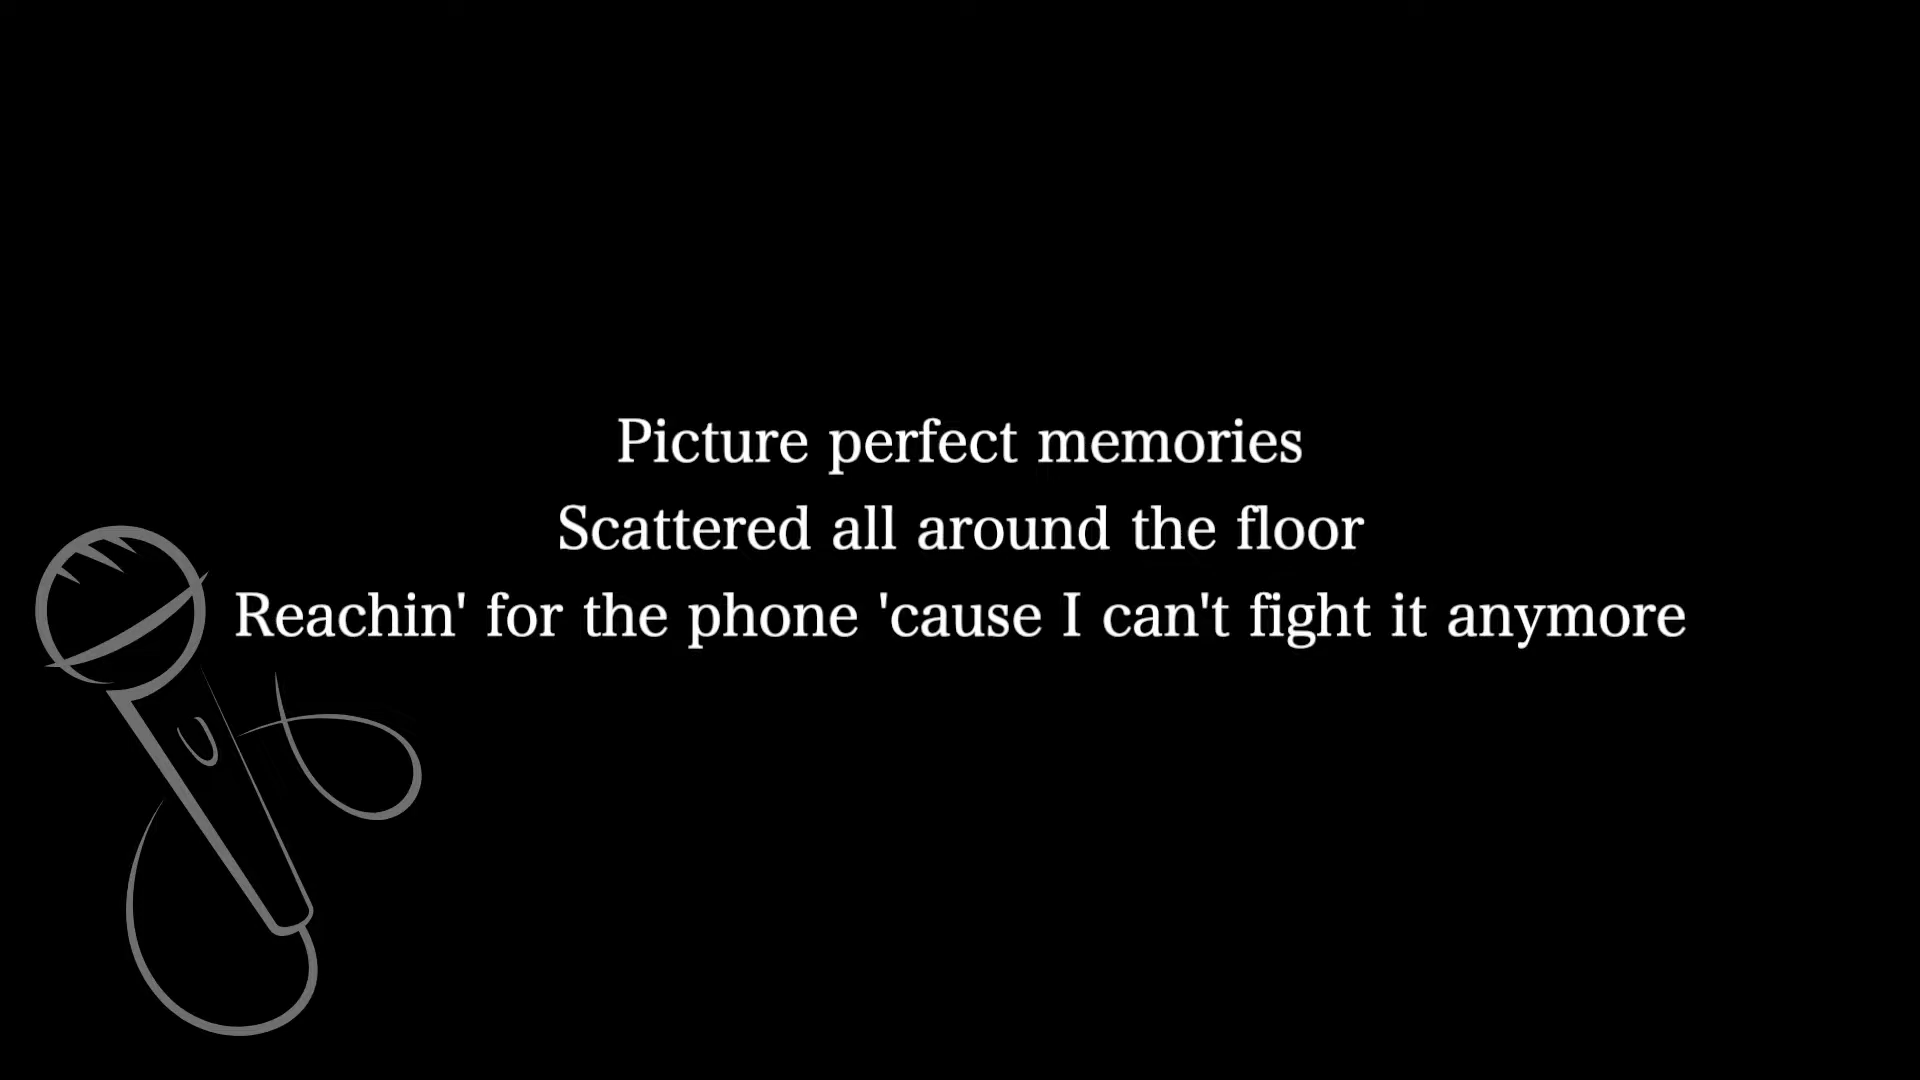 Picture perfect memories
Scattered all around the floor
Reachin' for the phone 'cause I can't fight it anymore